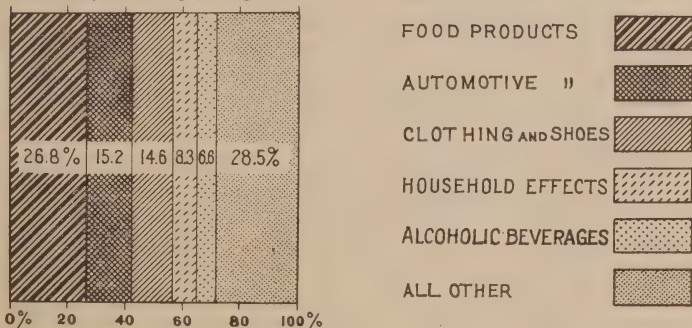 26.8% 15.2 14.6 8.3 6.6 28.5%
0% 20 40 60 80 100%
FOOD PRODUCTS
AUTOMOTIVE "
CLOTHING AND SHOES
HOUSEHOLD EFFECTS
ALCOHOLIC BEVERAGES
ALL OTHER